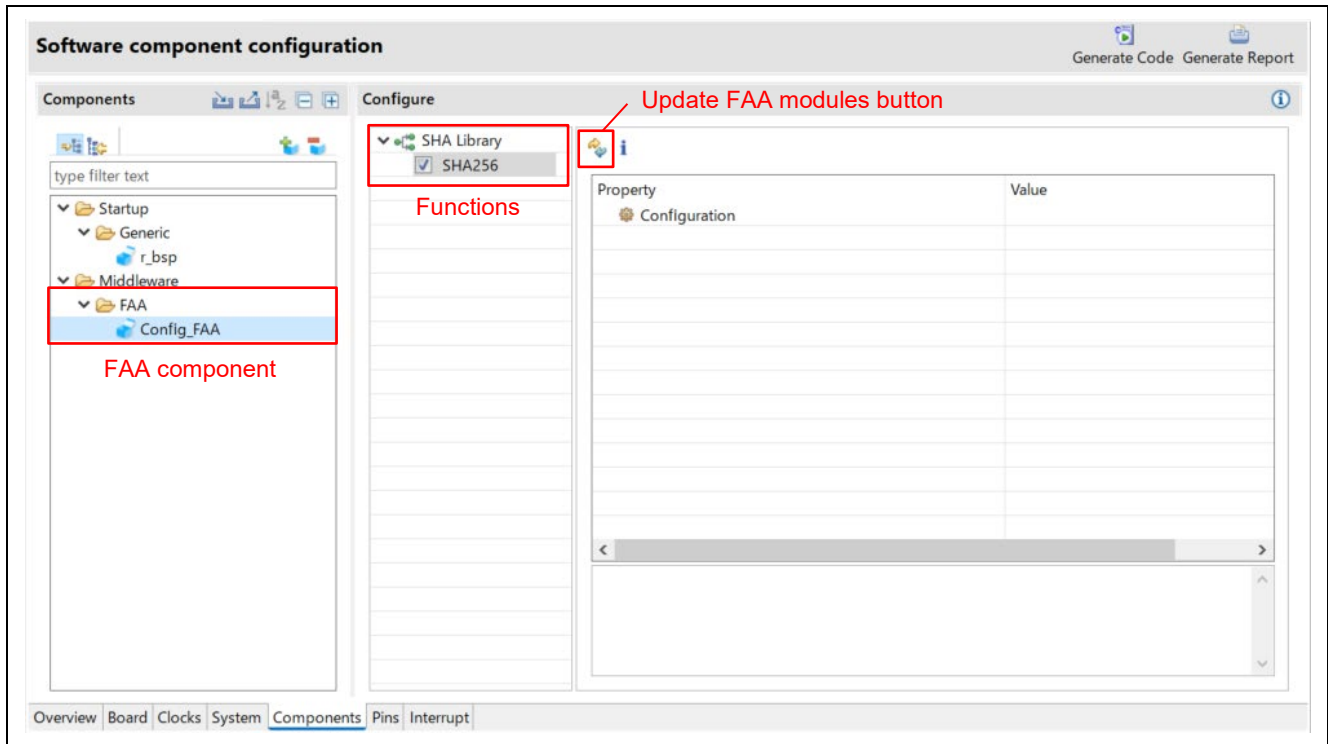 Software component configuration
Generate Code Generate Report
Components
Configure
Update FAA modules button
type filter text
Startup
Generic
r_bsp
Middleware
FAA
Config_FAA
FAA component
SHA Library
SHA256
Functions
Property Value
Configuration
Overview Board Clocks System Components Pins Interrupt